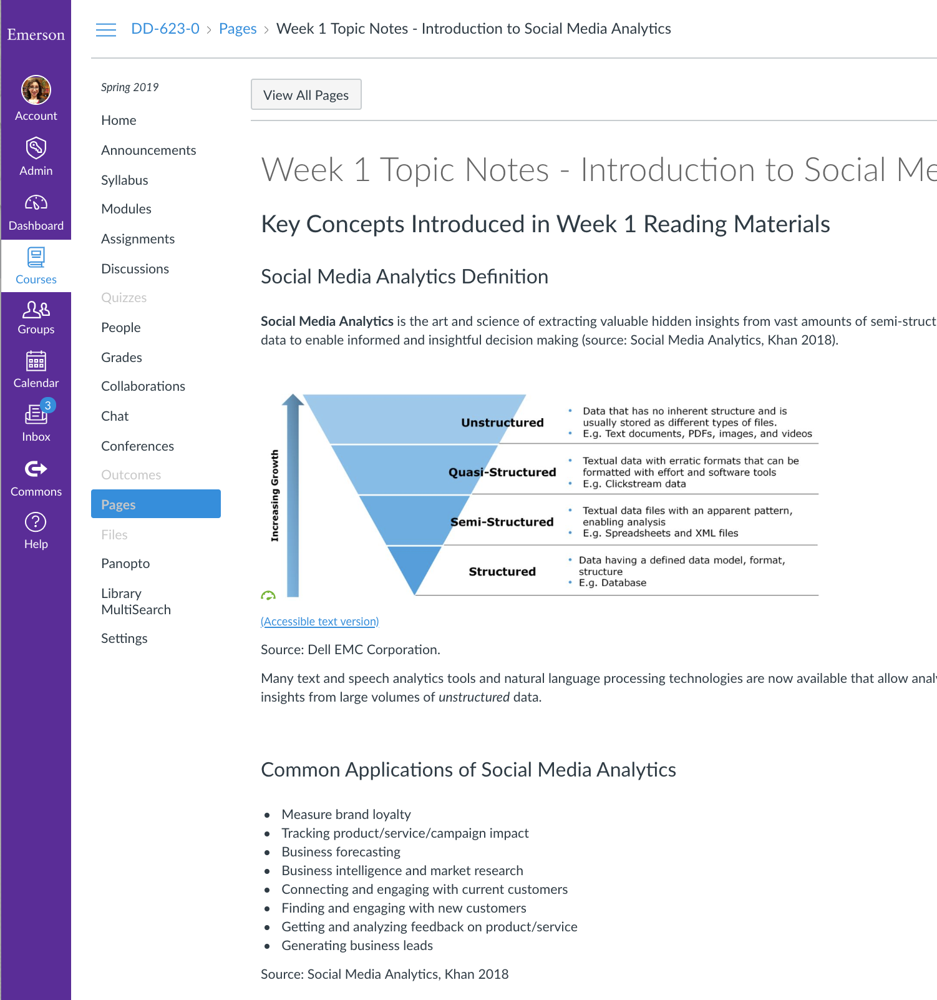 Emerson
Account
Admin
Dashboard
Courses
Groups
Calendar
3
Inbox
Commons
Help
DD-623-0 › Pages › Week 1 Topic Notes - Introduction to Social Media Analytics
Spring 2019
Home
Announcements
Syllabus
Modules
Assignments
Discussions
Quizzes
People
Grades
Collaborations
Chat
Conferences
Outcomes
Pages
Files
Panopto
Library
MultiSearch
Settings
View All Pages
Week 1 Topic Notes - Introduction to Social Me
Key Concepts Introduced in Week 1 Reading Materials
Social Media Analytics Definition
Social Media Analytics is the art and science of extracting valuable hidden insights from vast amounts of semi-struct
data to enable informed and insightful decision making (source: Social Media Analytics, Khan 2018).
Increasing Growth
Unstructured
• Data that has no inherent structure and is
usually stored as different types of files.
• E.g. Text documents, PDFs, images, and videos
Quasi-Structured
• Textual data with erratic formats that can be
formatted with effort and software tools
• E.g. Clickstream data
Semi-Structured
• Textual data files with an apparent pattern,
enabling analysis
• E.g. Spreadsheets and XML files
Structured
• Data having a defined data model, format,
structure
• E.g. Database
(Accessible text version)
Source: Dell EMC Corporation.
Many text and speech analytics tools and natural language processing technologies are now available that allow
insights from large volumes of unstructured data.
Common Applications of Social Media Analytics
• Measure brand loyalty
• Tracking product/service/campaign impact
• Business forecasting
• Business intelligence and market research
• Connecting and engaging with current customers
• Finding and engaging with new customers
• Getting and analyzing feedback on product/service
• Generating business leads
Source: Social Media Analytics, Khan 2018